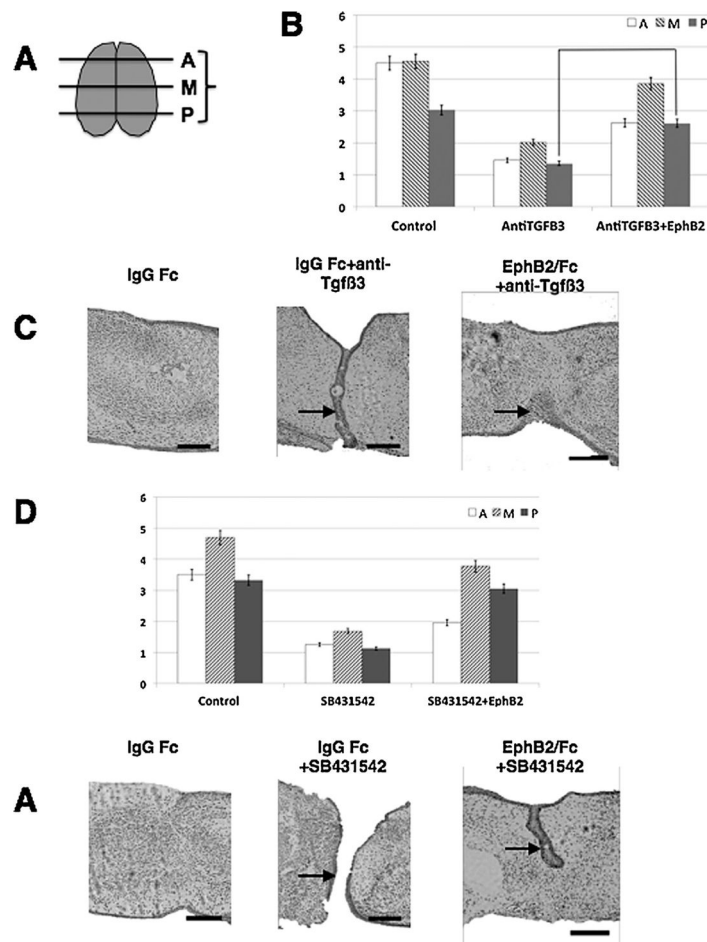 A
A
M
P
B
A M P
6
5
4
3
2
1
0
Control AntiTGFB3 AntiTGFB3+EphB2
C
IgG Fc
IgG Fc+anti-
Tgfß3
EphB2/Fc
+anti-Tgfß3
D
A M P
6
5
4
3
2
1
0
Control SB431542 SB431542+EphB2
A
IgG Fc
IgG Fc
+SB431542
EphB2/Fc
+SB431542